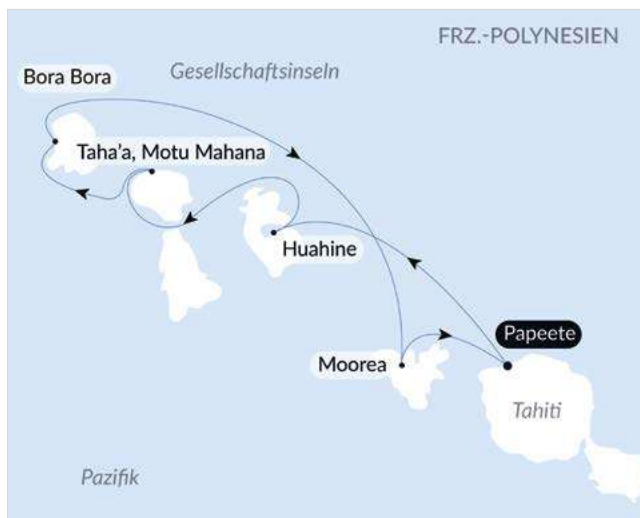 FRZ.-POLYNESIEN
Gesellschaftsinseln
Bora Bora
Taha'a, Motu Mahana
Huahine
Papeete
Moorea
Tahiti
Pazifik